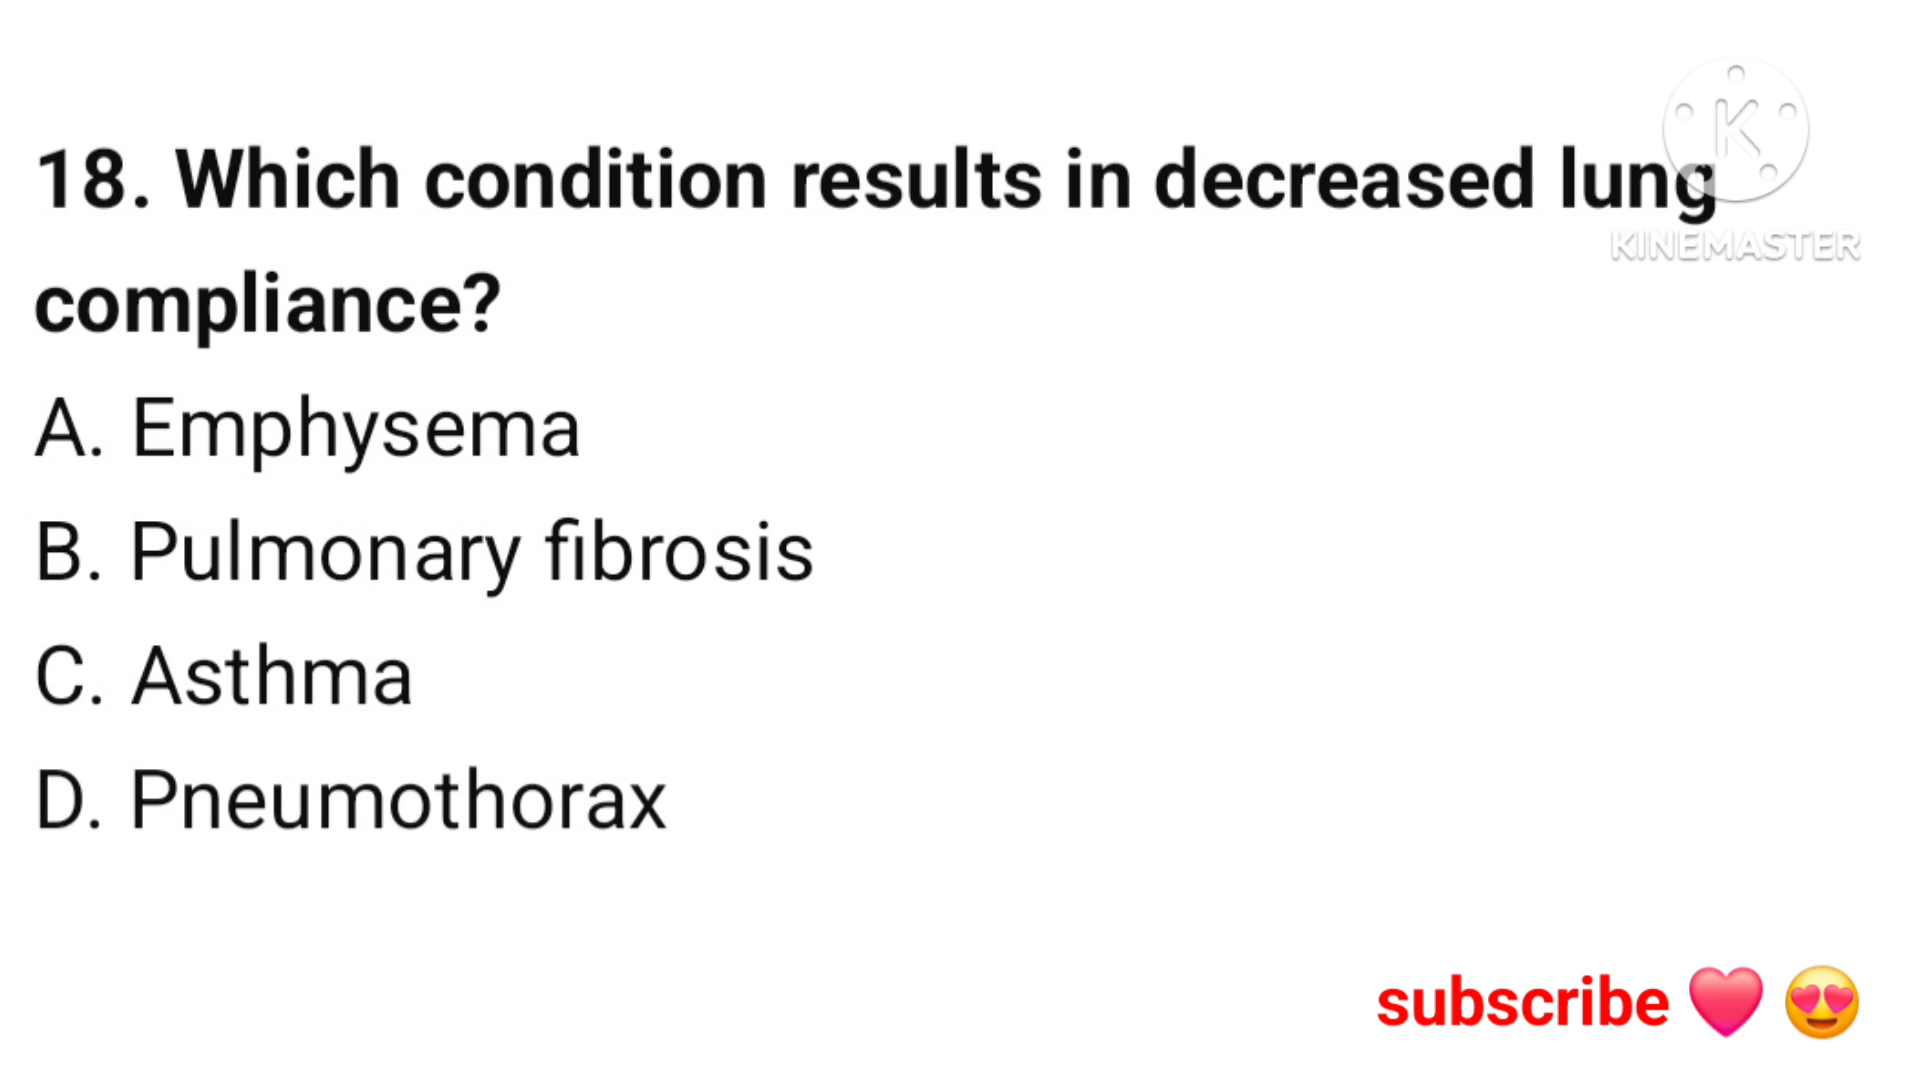 18. Which condition results in decreased lung
compliance?
A. Emphysema
B. Pulmonary fibrosis
C. Asthma
D. Pneumothorax
K
KINEMASTER
subscribe ❤️ 😍